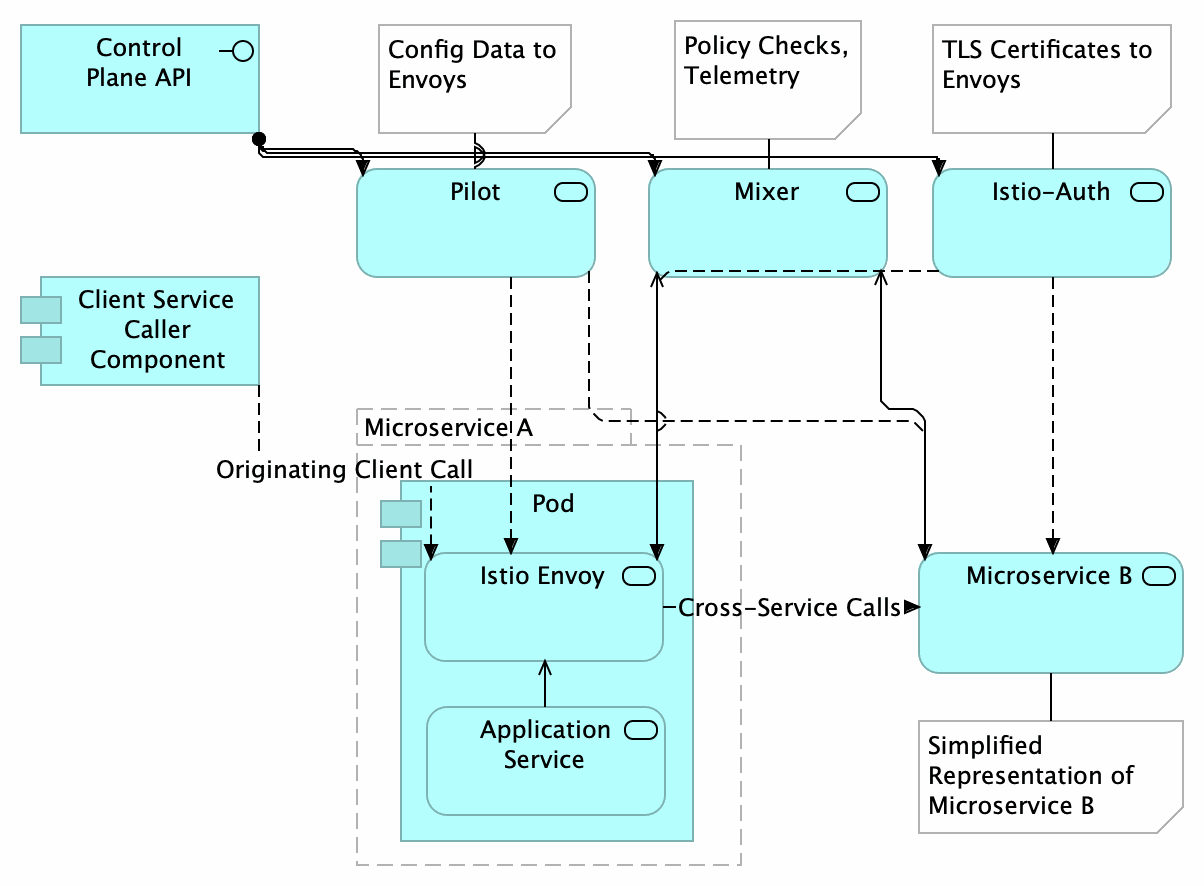 Control
Plane API
Config Data to
Envoys
Policy Checks,
Telemetry
TLS Certificates to
Envoys
Pilot
Mixer
Istio-Auth
Client Service
Caller
Component
Microservice A
Originating Client Call
Pod
Istio Envoy
Microservice B
Cross-Service Calls
Application
Service
Simplified
Representation of
Microservice B